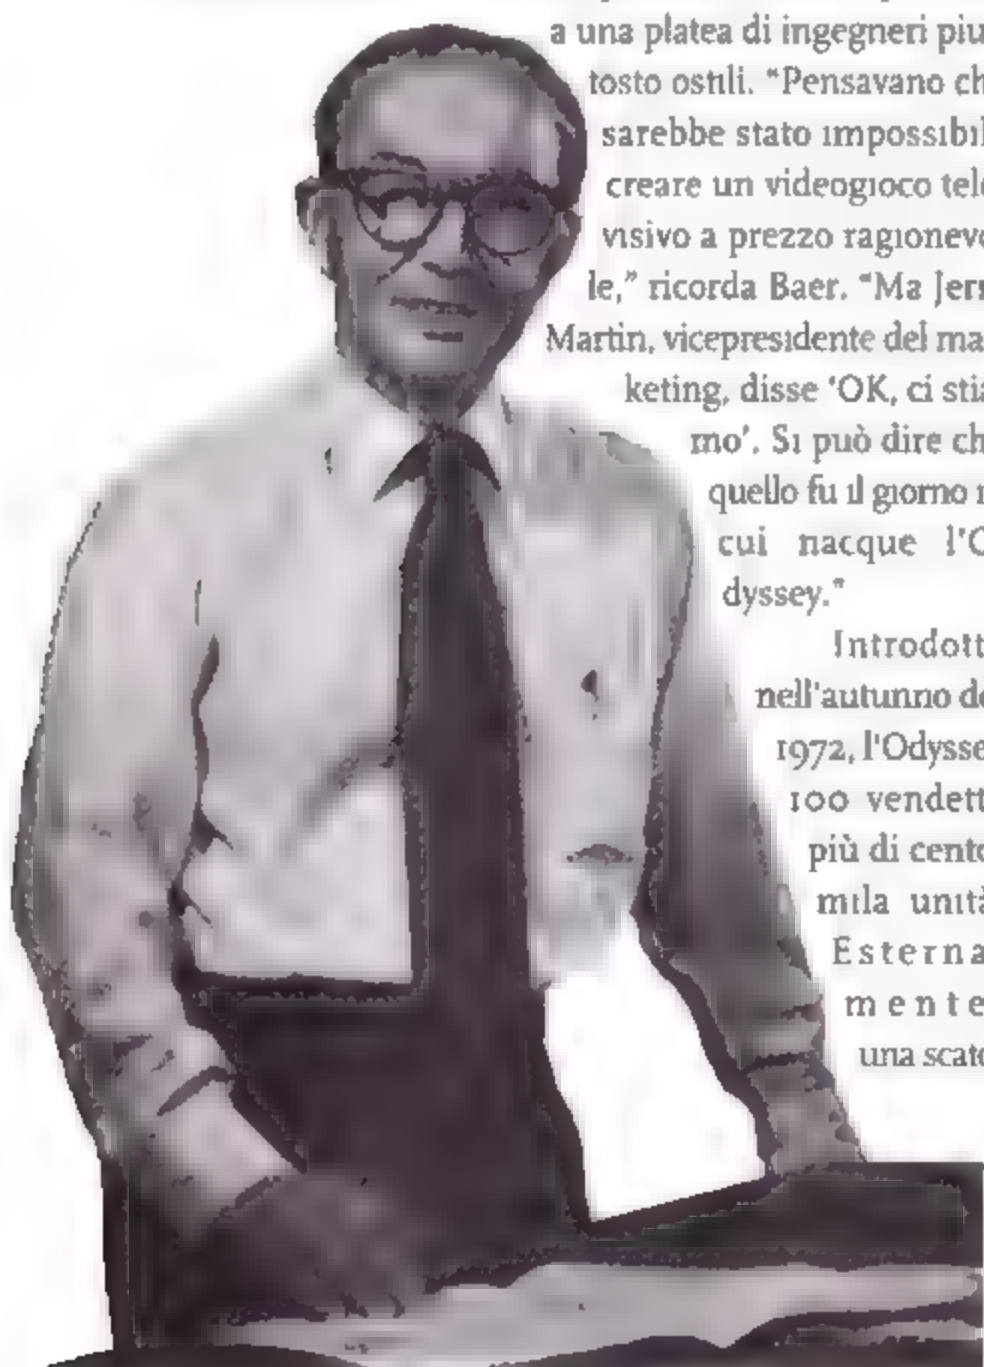 a una platea di ingegneri piu
tosto ostili. “Pensavano ch
sarebbe stato impossibil
creare un videogioco tele
visivo a prezzo ragionevo
le,” ricorda Baer. “Ma Jerr
Martin, vicepresidente del ma
keting, disse ‘OK, ci stia
mo’. Si può dire ch
quello fu il giorno
cui nacque l'O
dyssey.”
Introdott
nell'autunno de
1972, l'Odysse
100 vendett
più di cento
mila unità
Esterna
mente
una scato